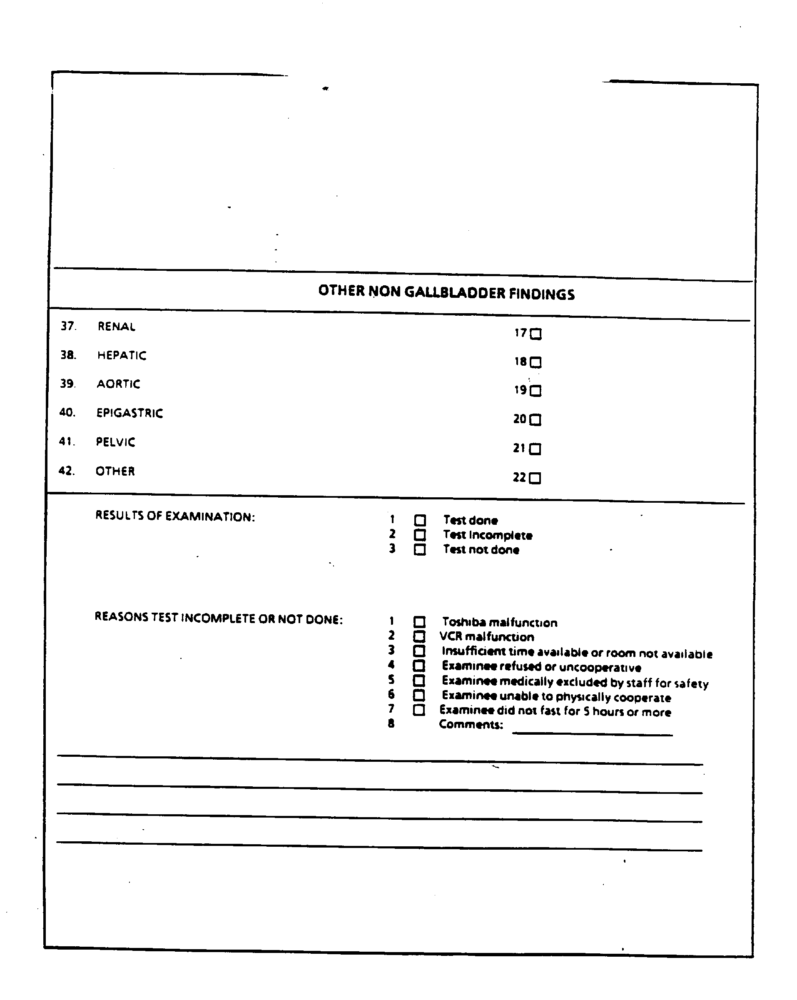 OTHER NON GALLBLADDER FINDINGS
37. RENAL 17
38. HEPATIC 18
39. AORTIC 19
40. EPIGASTRIC 20
41. PELVIC 21
42. OTHER 22
RESULTS OF EXAMINATION: 1 Test done
2 Test Incomplete
3 Test not done
REASONS TEST INCOMPLETE OR NOT DONE: 1 Toshiba malfunction
2 VCR malfunction
3 Insufficient time available or room not available
4 Examinee refused or uncooperative
5 Examinee medically excluded by staff for safety
6 Examinee unable to physically cooperate
7 Examinee did not fast for 5 hours or more
8 Comments: